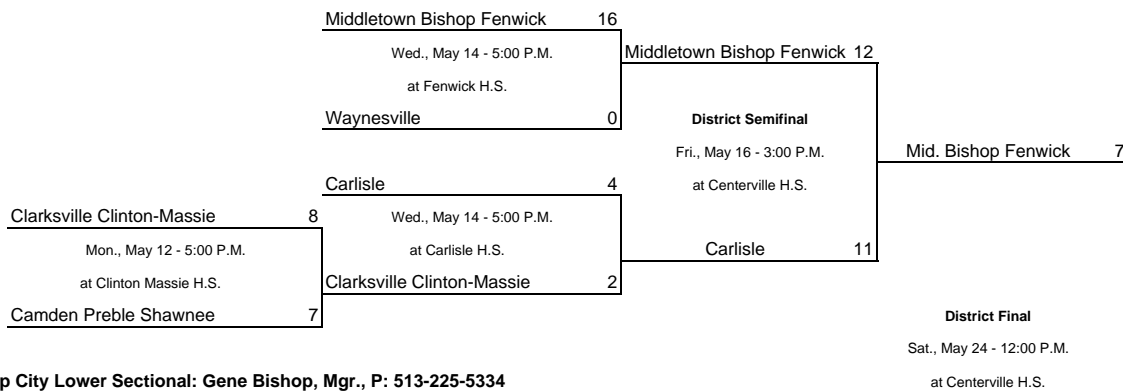 Middletown Bishop Fenwick 16
Wed., May 14 - 5:00 P.M.
at Fenwick H.S.
Waynesville 0
Middletown Bishop Fenwick 12
District Semifinal
Fri., May 16 - 3:00 P.M.
at Centerville H.S.
Mid. Bishop Fenwick 7
Carlisle 4
Wed., May 14 - 5:00 P.M.
at Carlisle H.S.
Clarksville Clinton-Massie 2
Carlisle 11
Clarksville Clinton-Massie 8
Mon., May 12 - 5:00 P.M.
at Clinton Massie H.S.
Camden Preble Shawnee 7
District Final
Sat., May 24 - 12:00 P.M.
at Centerville H.S.
p City Lower Sectional: Gene Bishop, Mgr., P: 513-225-5334